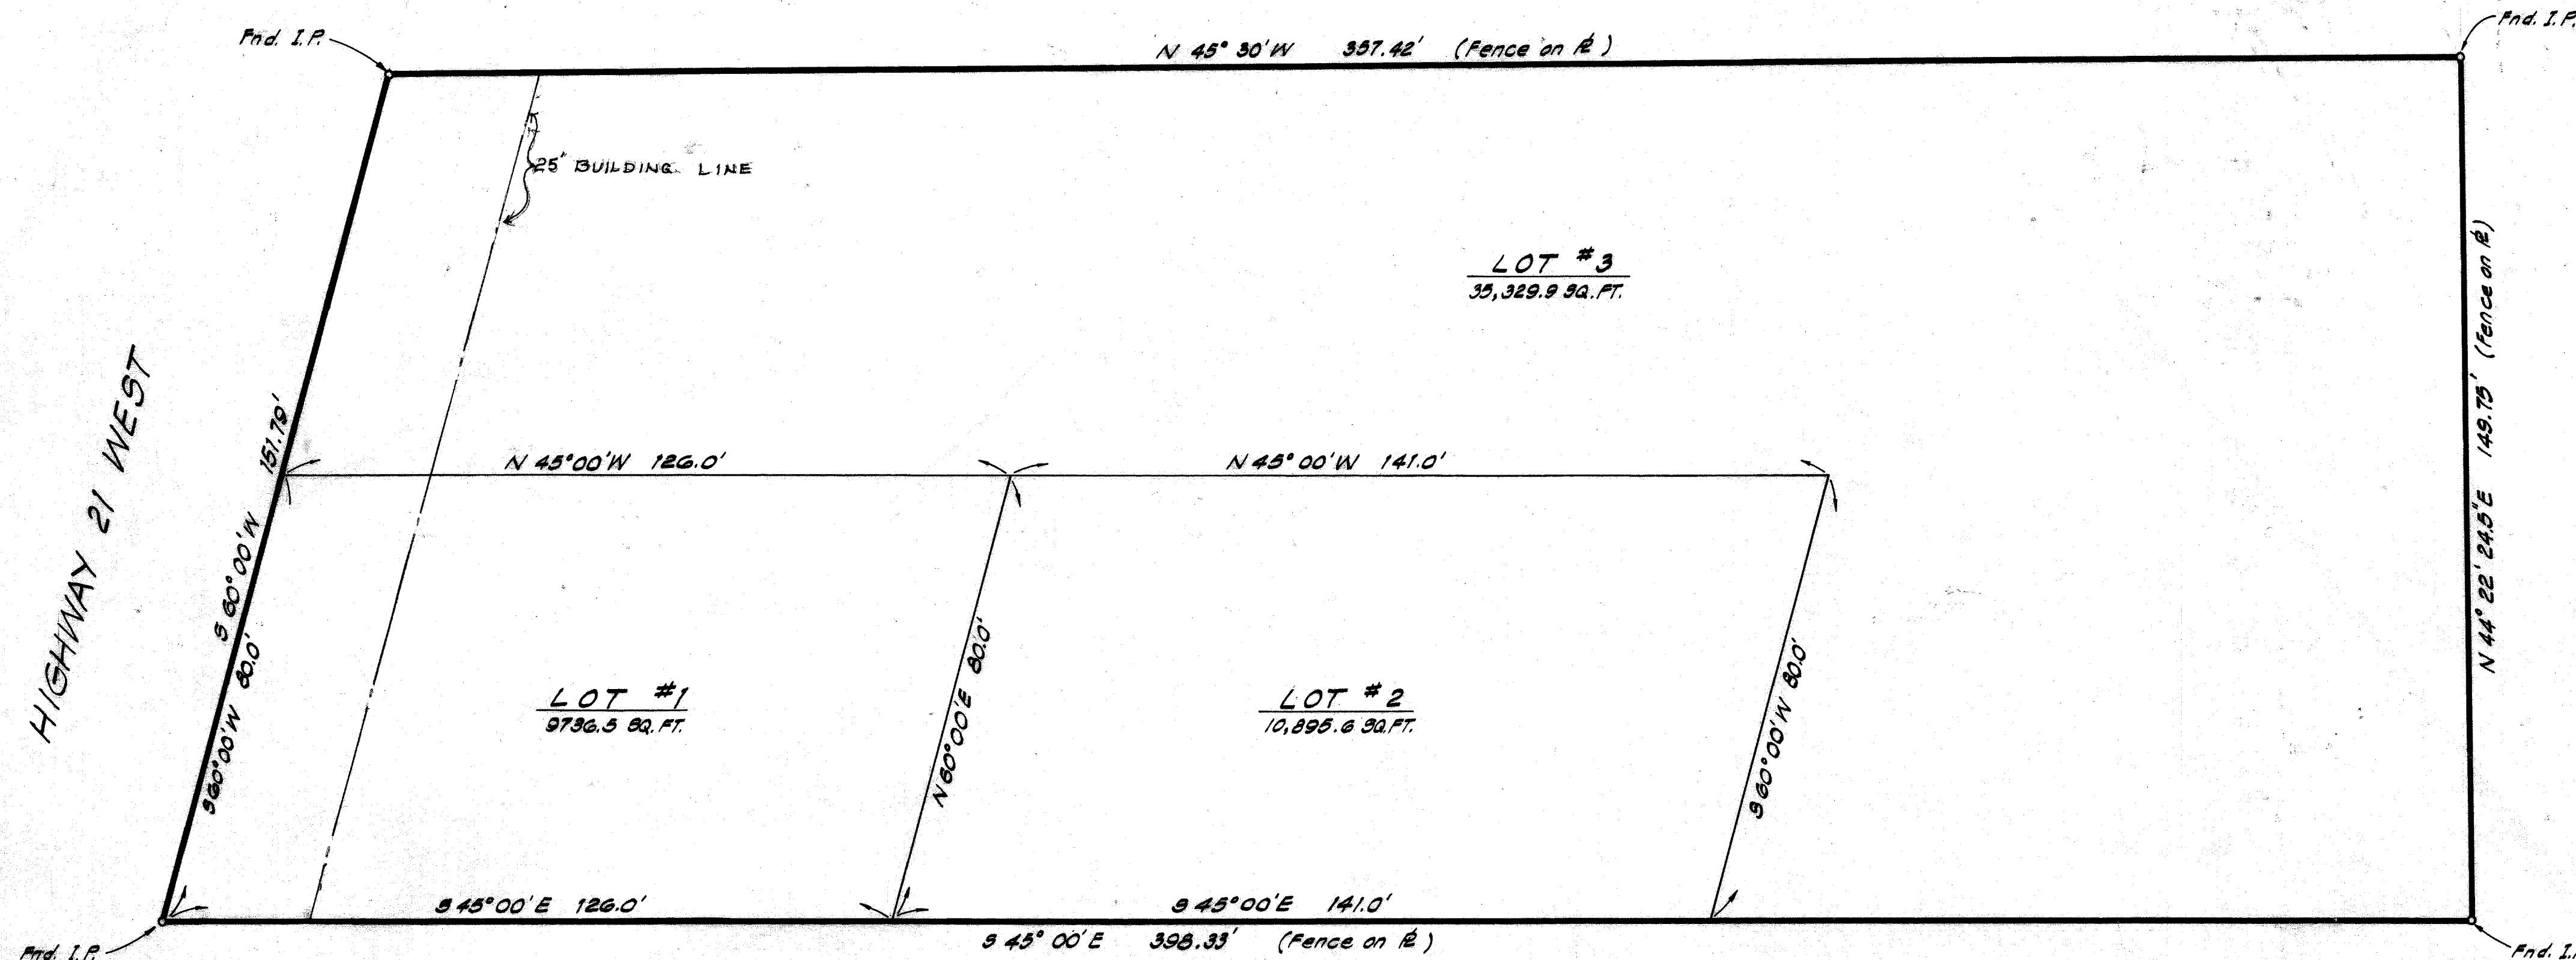 Fnd. I.P.
N 45° 30' W 357.42' (Fence on ⅊)
Fnd. I.P.
25' BUILDING LINE
LOT #3
35,329.9 SQ.FT.
HIGHWAY 21 WEST
S 60° 00' W 151.79'
S 60° 00' W 80.0'
N 45° 00' W 126.0'
N 45° 00' W 141.0'
N 44° 22' 24.5" E 149.75' (Fence on ⅊)
LOT #1
9736.5 SQ.FT.
N 60° 00' E 80.0'
LOT #2
10,895.6 SQ.FT.
S 60° 00' W 80.0'
S 45° 00' E 126.0'
S 45° 00' E 141.0'
S 45° 00' E 398.33' (Fence on ⅊)
Fnd. I.P.
Fnd. I.